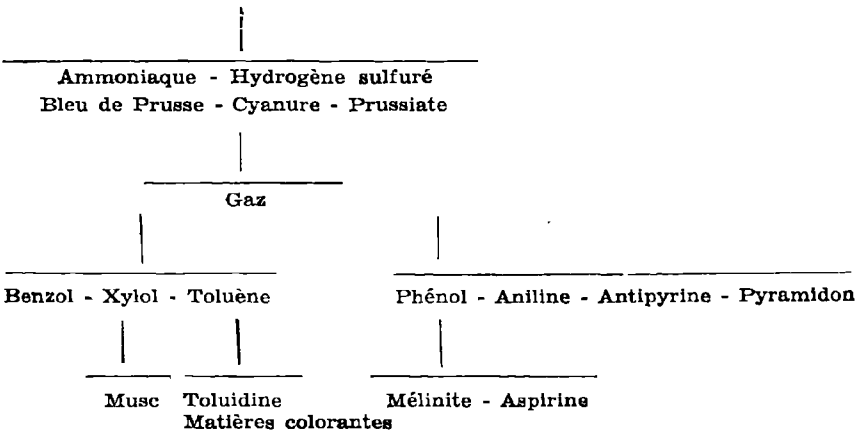 Ammoniaque - Hydrogène sulfuré
Bleu de Prusse - Cyanure - Prussiate
Gaz
Benzol - Xylol - Toluène
Phénol - Aniline - Antipyrine - Pyramidon
Musc
Toluidine
Matières colorantes
Mélinite - Aspirine